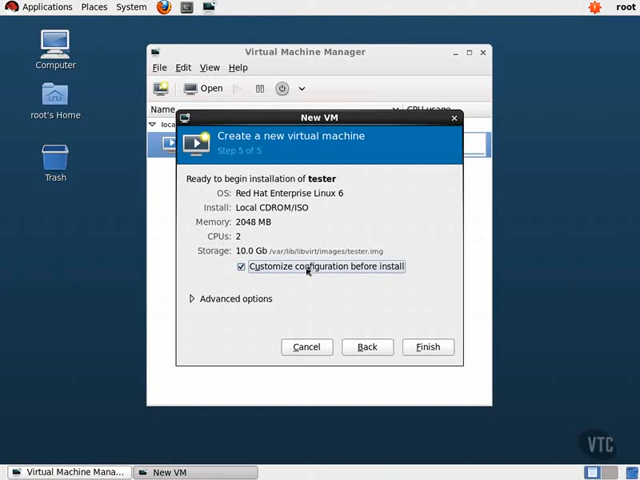 Applications Places System root
Computer
root's Home
Trash
Virtual Machine Manager
File Edit View Help
Open
Name CPU usage
New VM
Create a new virtual machine
Step 5 of 5
Ready to begin installation of tester
OS: Red Hat Enterprise Linux 6
Install: Local CDROM/ISO
Memory: 2048 MB
CPUs: 2
Storage: 10.0 Gb /var/lib/libvirt/images/tester.img
Customize configuration before install
Advanced options
Cancel Back Finish
VTC
Virtual Machine Mana... New VM